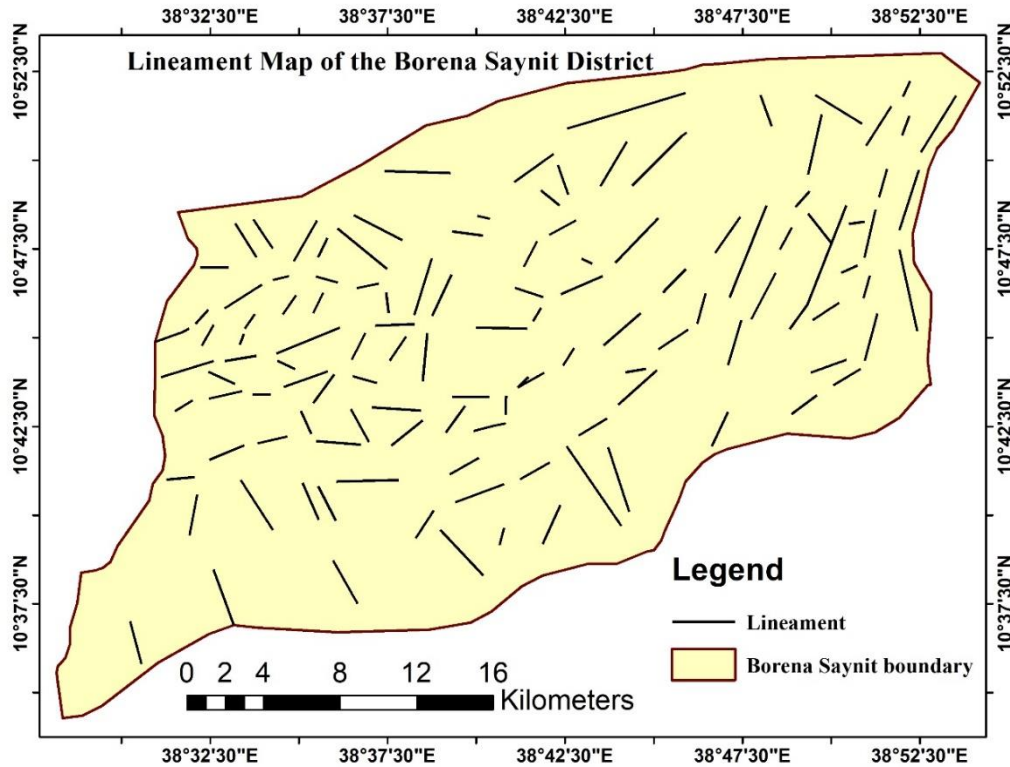 38°32'30"E 38°37'30"E 38°42'30"E 38°47'30"E 38°52'30"E
Lineament Map of the Borena Saynit District
10°52'30"N 10°52'30"N
10°47'30"N 10°47'30"N
10°42'30"N 10°42'30"N
10°37'30"N 10°37'30"N
Legend
Lineament
Borena Saynit boundary
0 2 4 8 12 16
Kilometers
38°32'30"E 38°37'30"E 38°42'30"E 38°47'30"E 38°52'30"E